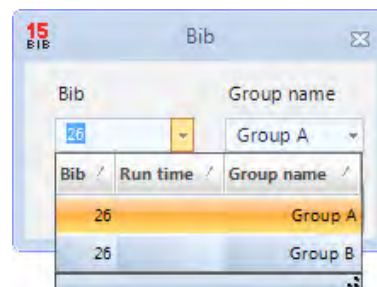 15 Bib
BIB
Bib Group name
26 Group A
Bib Run time Group name
26 Group A
26 Group B